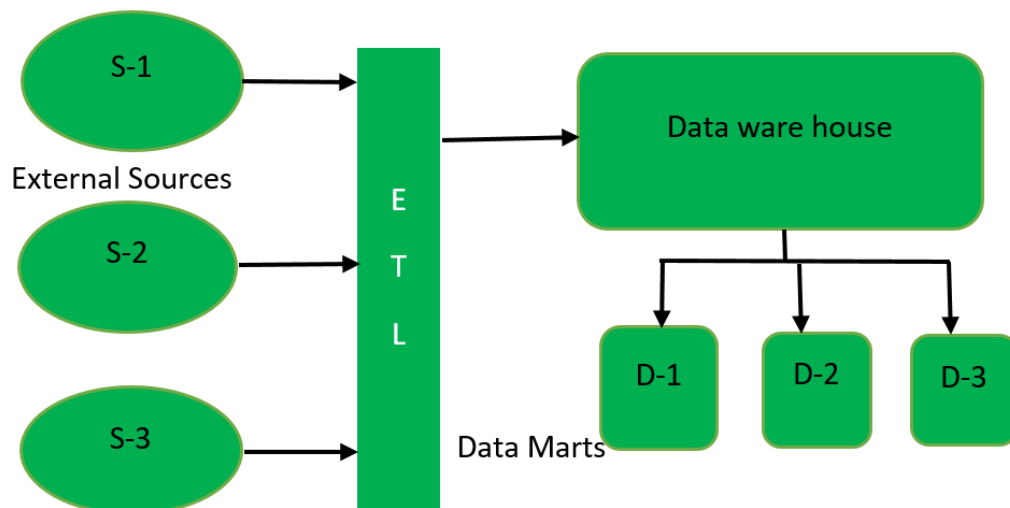 S-1
External Sources
S-2
S-3
E
T
L
Data ware house
D-1
D-2
D-3
Data Marts